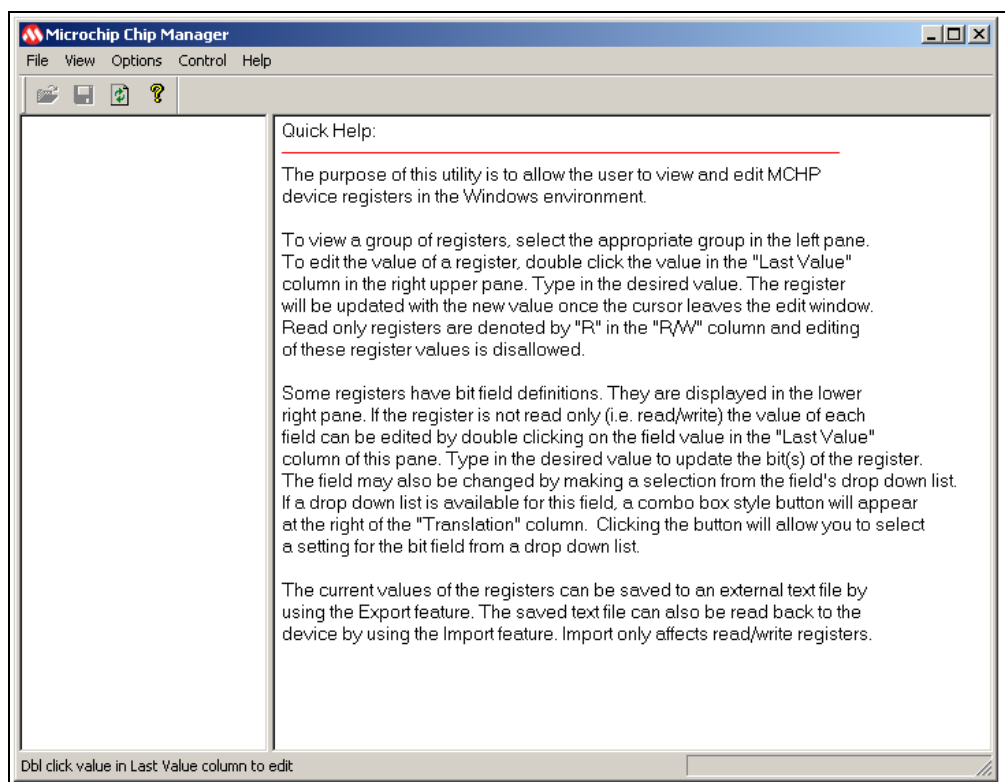 Microchip Chip Manager
File View Options Control Help
Quick Help:
The purpose of this utility is to allow the user to view and edit MCHP
device registers in the Windows environment.
To view a group of registers, select the appropriate group in the left pane.
To edit the value of a register, double click the value in the "Last Value"
column in the right upper pane. Type in the desired value. The register
will be updated with the new value once the cursor leaves the edit window.
Read only registers are denoted by "R" in the "R/W" column and editing
of these register values is disallowed.
Some registers have bit field definitions. They are displayed in the lower
right pane. If the register is not read only (i.e. read/write) the value of each
field can be edited by double clicking on the field value in the "Last Value"
column of this pane. Type in the desired value to update the bit(s) of the register.
The field may also be changed by making a selection from the field's drop down list.
If a drop down list is available for this field, a combo box style button will appear
at the right of the "Translation" column.  Clicking the button will allow you to select
a setting for the bit field from a drop down list.
The current values of the registers can be saved to an external text file by
using the Export feature. The saved text file can also be read back to the
device by using the Import feature. Import only affects read/write registers.
Dbl click value in Last Value column to edit